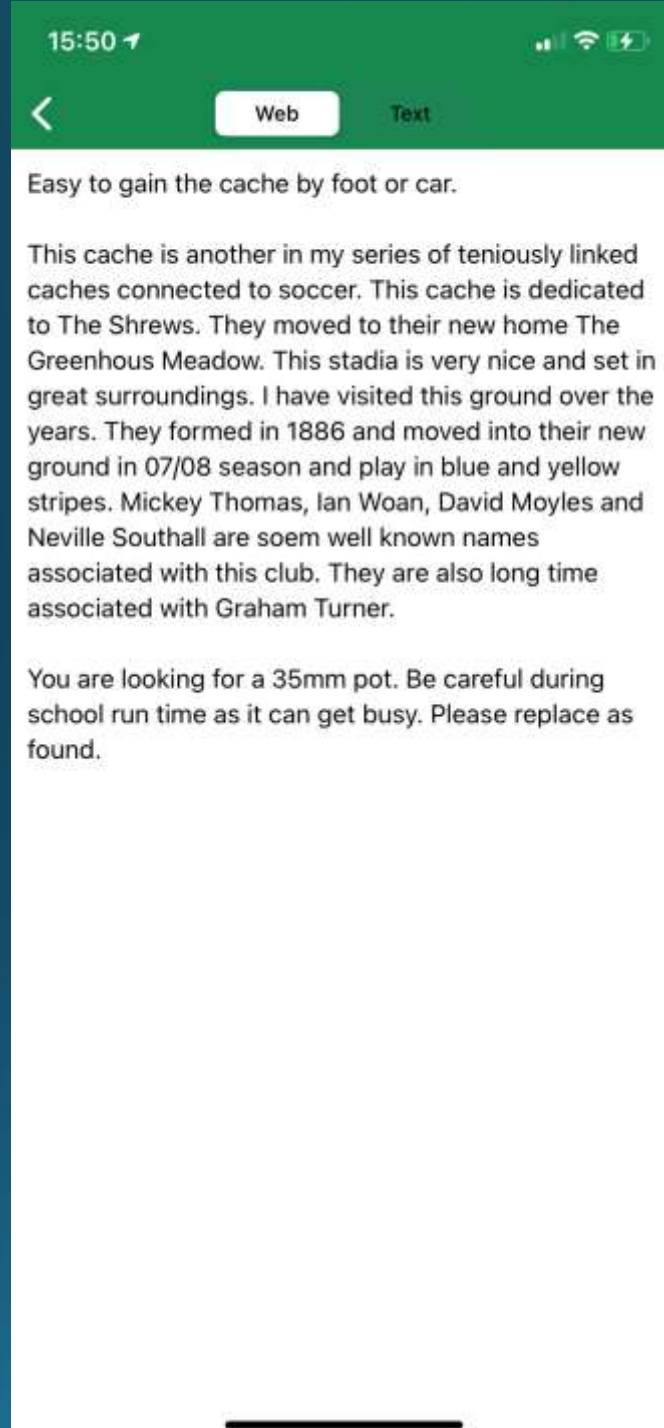 15:50
Web Text
Easy to gain the cache by foot or car.
This cache is another in my series of teniously linked
caches connected to soccer. This cache is dedicated
to The Shrews. They moved to their new home The
Greenhous Meadow. This stadia is very nice and set in
great surroundings. I have visited this ground over the
years. They formed in 1886 and moved into their new
ground in 07/08 season and play in blue and yellow
stripes. Mickey Thomas, Ian Woan, David Moyles and
Neville Southall are soem well known names
associated with this club. They are also long time
associated with Graham Turner.
You are looking for a 35mm pot. Be careful during
school run time as it can get busy. Please replace as
found.